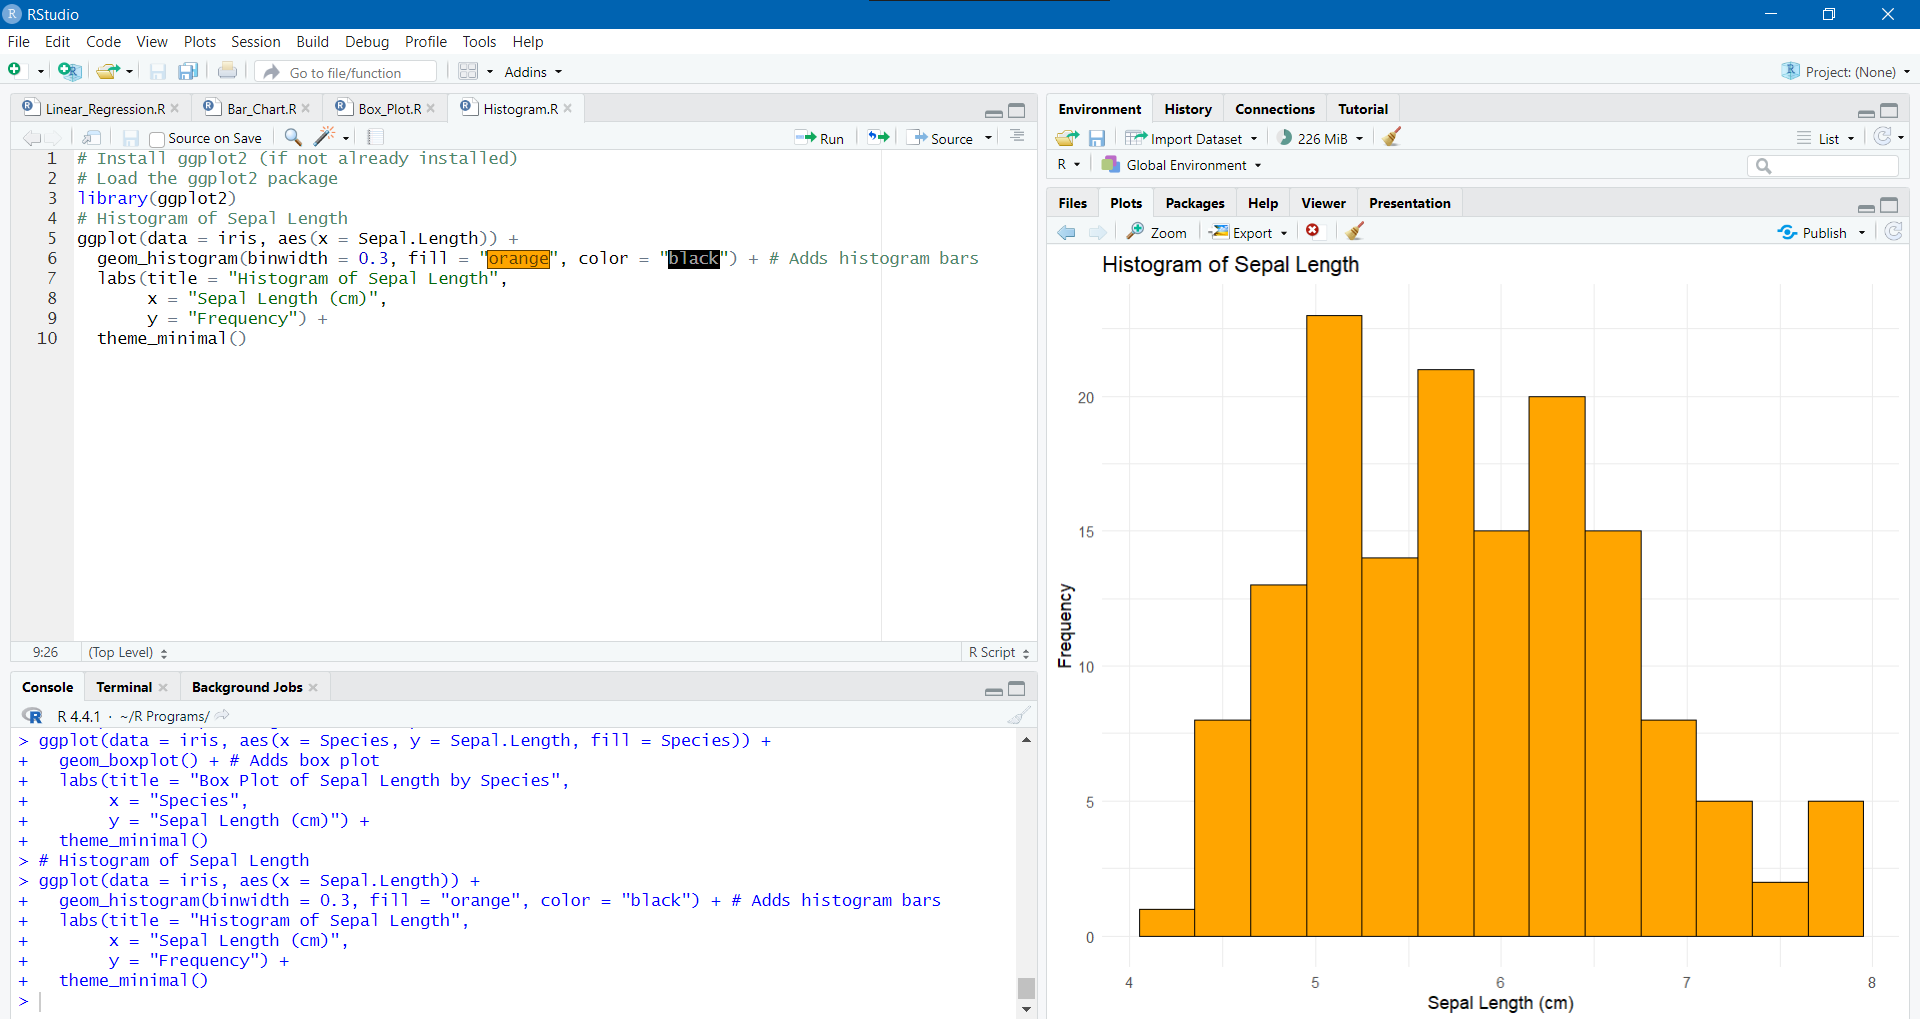 RStudio
File Edit Code View Plots Session Build Debug Profile Tools Help
Go to file/function Addins Project: (None)
Linear_Regression.R Bar_Chart.R Box_Plot.R Histogram.R
Source on Save Run Source
1 # Install ggplot2 (if not already installed)
2 # Load the ggplot2 package
3 library(ggplot2)
4 # Histogram of Sepal Length
5 ggplot(data = iris, aes(x = Sepal.Length)) +
6   geom_histogram(binwidth = 0.3, fill = "orange", color = "black") + # Adds histogram bars
7   labs(title = "Histogram of Sepal Length",
8        x = "Sepal Length (cm)",
9        y = "Frequency") +
10   theme_minimal()
9:26 (Top Level) R Script
Console Terminal Background Jobs
R 4.4.1 · ~/R Programs/
> ggplot(data = iris, aes(x = Species, y = Sepal.Length, fill = Species)) +
+   geom_boxplot() + # Adds box plot
+   labs(title = "Box Plot of Sepal Length by Species",
+        x = "Species",
+        y = "Sepal Length (cm)") +
+   theme_minimal()
> # Histogram of Sepal Length
> ggplot(data = iris, aes(x = Sepal.Length)) +
+   geom_histogram(binwidth = 0.3, fill = "orange", color = "black") + # Adds histogram bars
+   labs(title = "Histogram of Sepal Length",
+        x = "Sepal Length (cm)",
+        y = "Frequency") +
+   theme_minimal()
>
Environment History Connections Tutorial
Import Dataset 226 MiB List
R Global Environment
Files Plots Packages Help Viewer Presentation
Zoom Export Publish
Histogram of Sepal Length
20
15
10
5
0
Frequency
4 5 6 7 8
Sepal Length (cm)